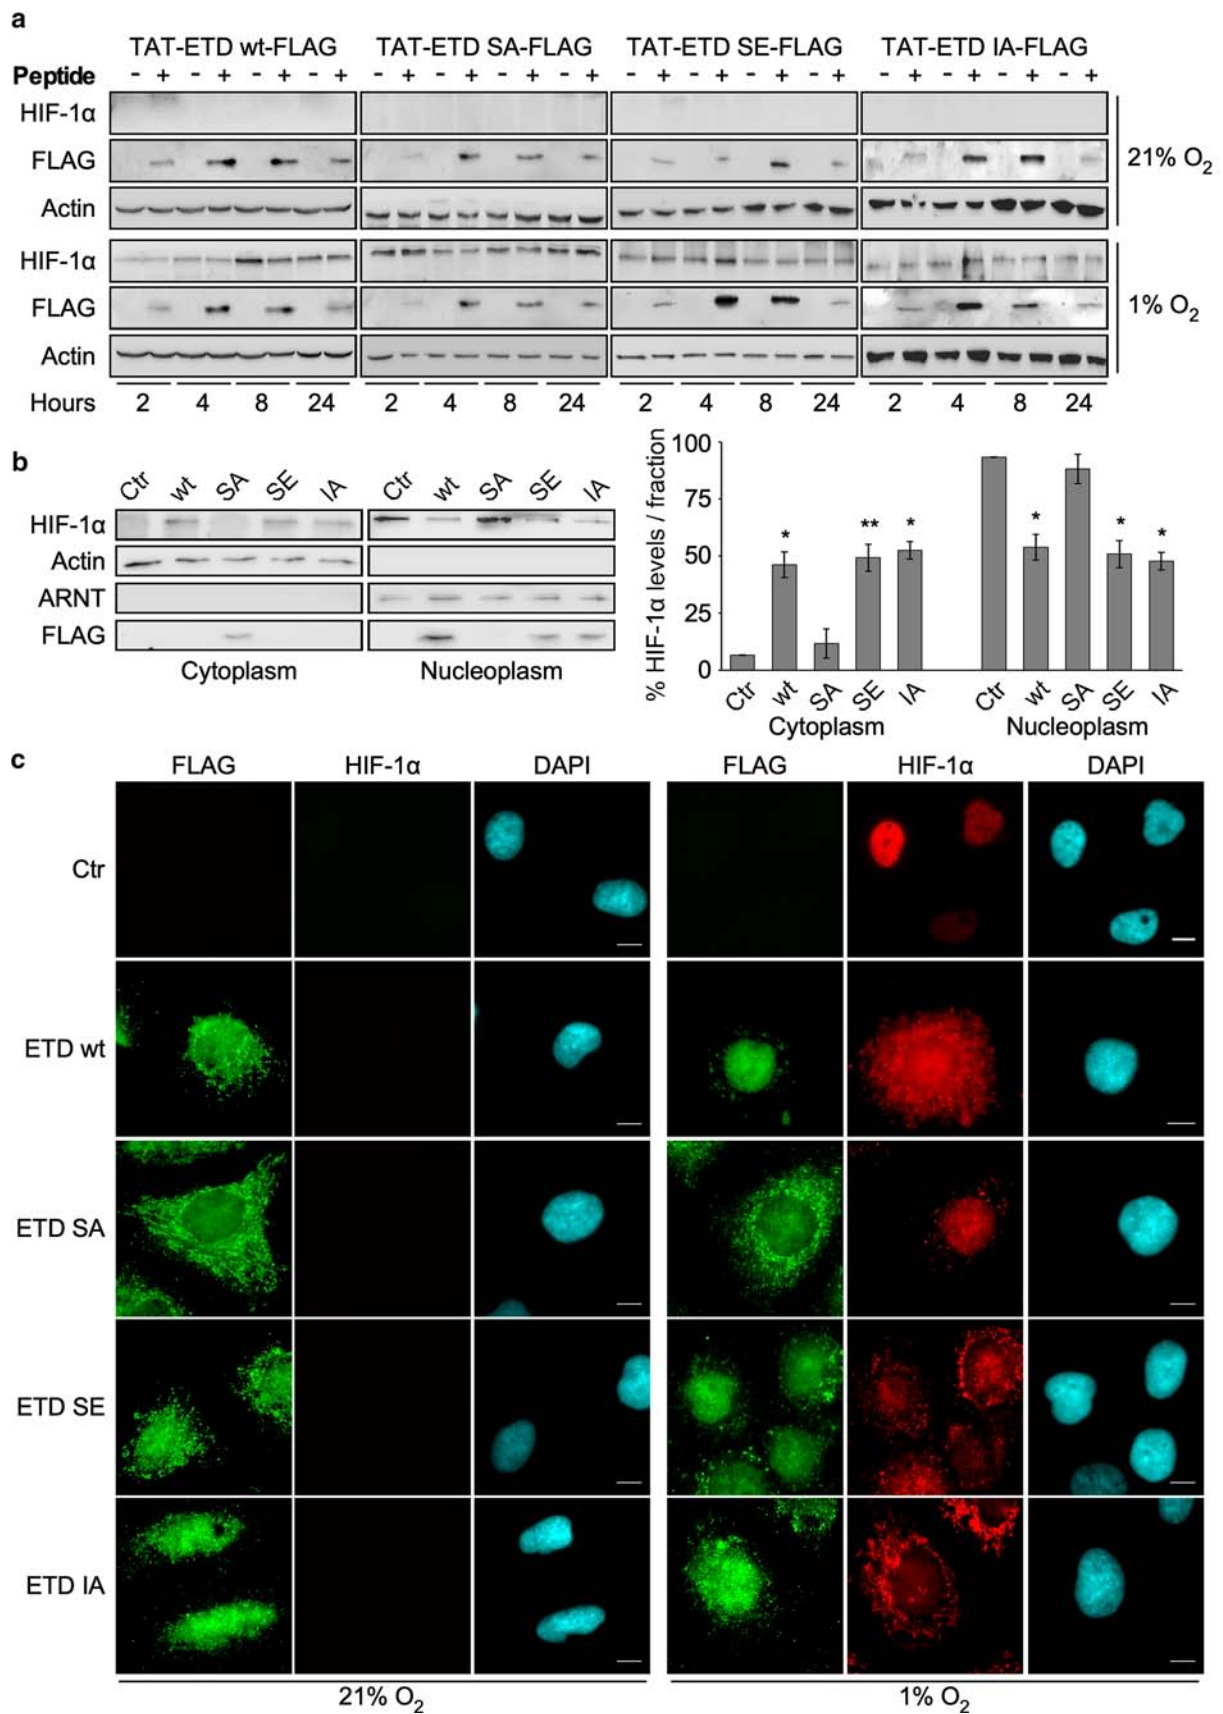 a
TAT-ETD wt-FLAG TAT-ETD SA-FLAG TAT-ETD SE-FLAG TAT-ETD IA-FLAG
Peptide - + - + - + - + - + - + - + - + - + - + - + - + - + - + - + - +
HIF-1α
FLAG 21% O2
Actin
HIF-1α
FLAG 1% O2
Actin
Hours 2 4 8 24 2 4 8 24 2 4 8 24 2 4 8 24
b
Ctr wt SA SE IA Ctr wt SA SE IA
HIF-1α
Actin
ARNT
FLAG
Cytoplasm Nucleoplasm
% HIF-1α levels / fraction
100
75
50
25
0
* ** * * * *
Ctr wt SA SE IA Ctr wt SA SE IA
Cytoplasm Nucleoplasm
c
FLAG HIF-1α DAPI FLAG HIF-1α DAPI
Ctr
ETD wt
ETD SA
ETD SE
ETD IA
21% O2 1% O2